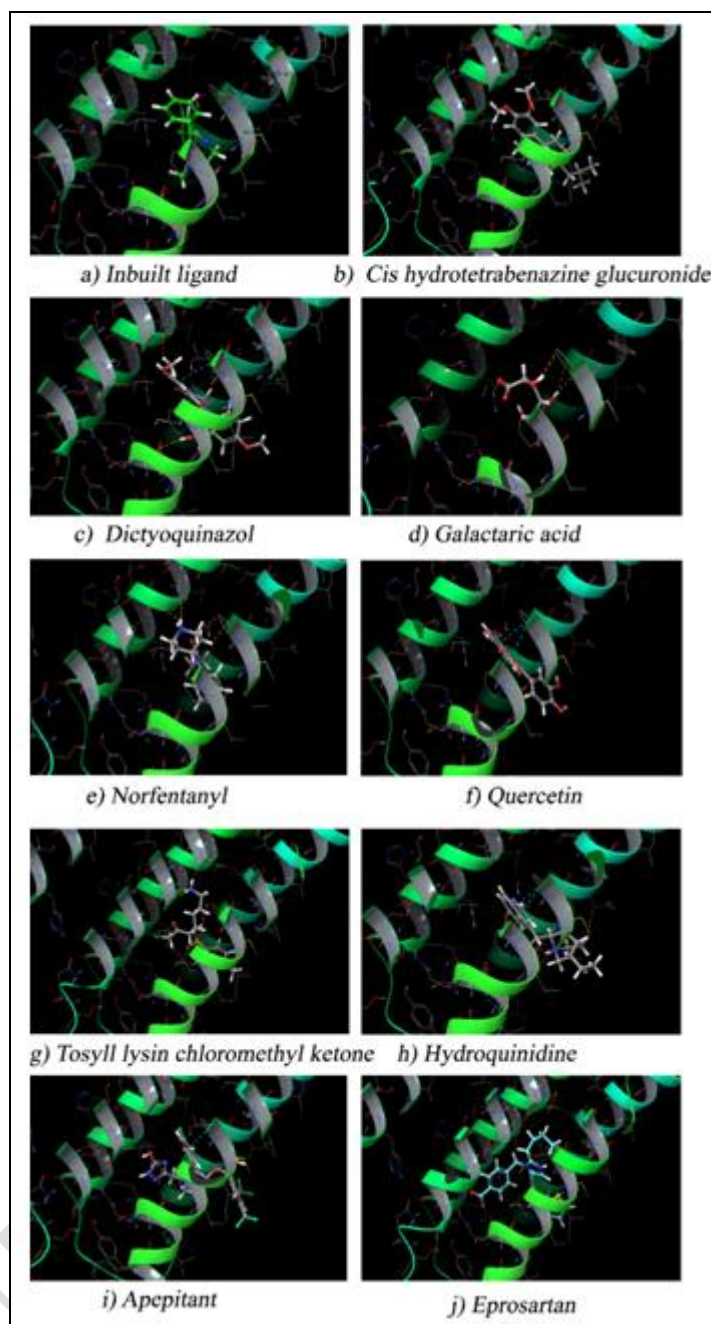 a) Inbuilt ligand b) Cis hydrotetrabenazine glucuronide
c) Dictyoquinazol d) Galactaric acid
e) Norfentanyl f) Quercetin
g) Tosyll lysin chloromethyl ketone h) Hydroquinidine
i) Apepitant j) Eprosartan